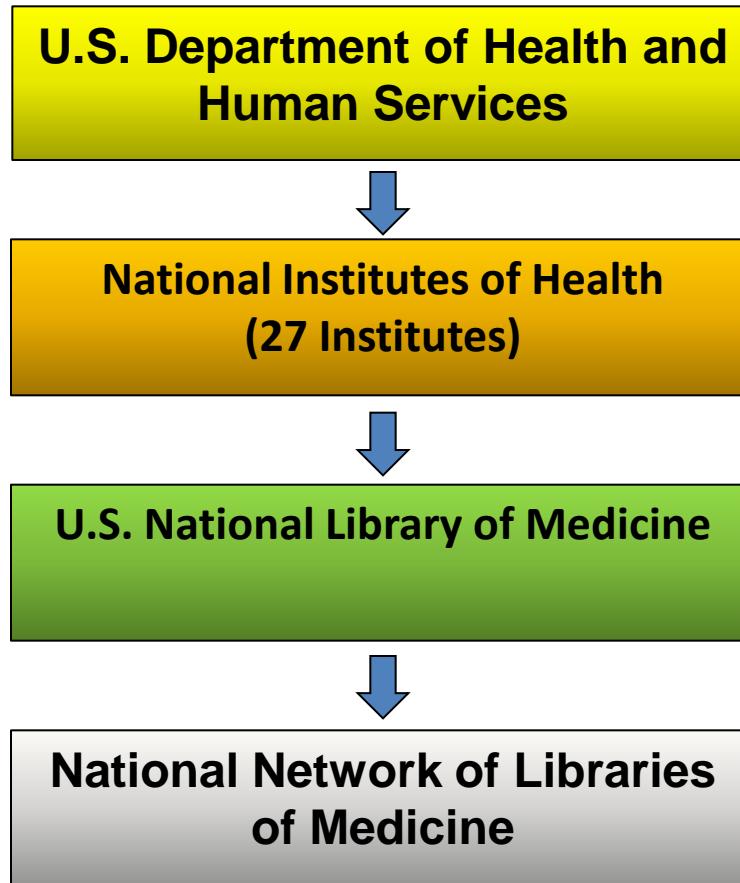 U.S. Department of Health and
Human Services
National Institutes of Health
(27 Institutes)
U.S. National Library of Medicine
National Network of Libraries
of Medicine